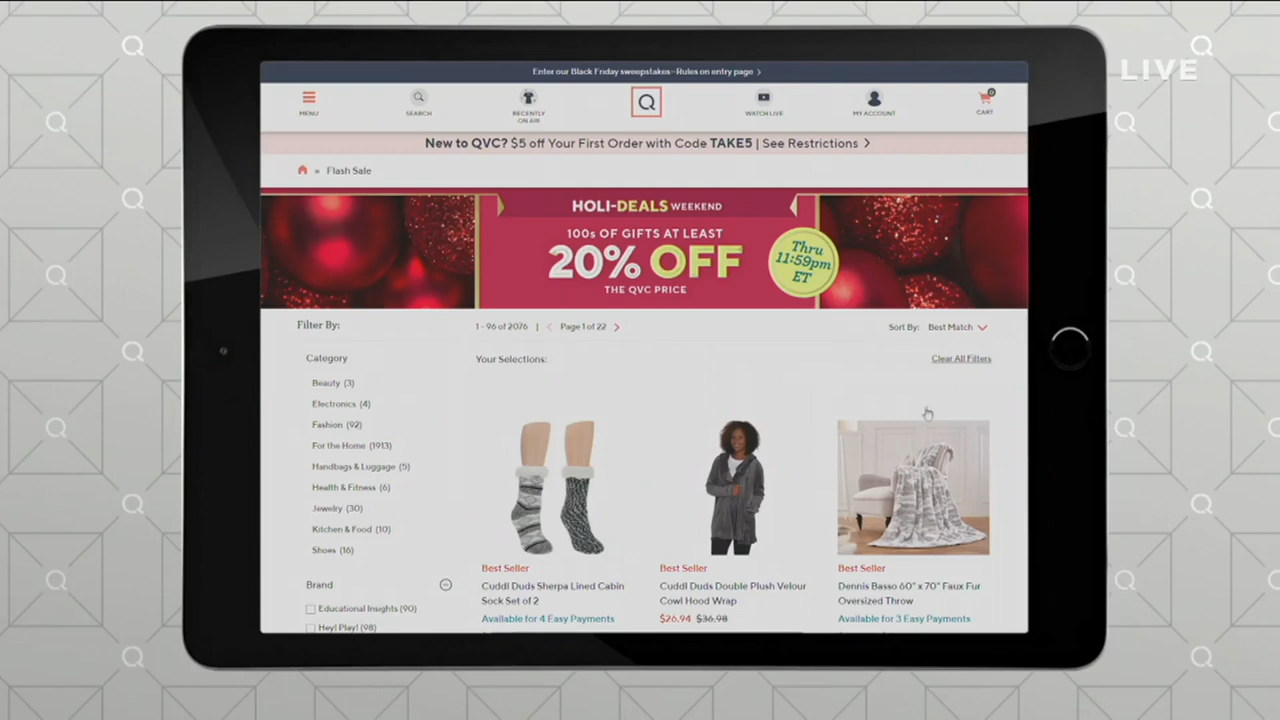 LIVE
Enter our Black Friday sweepstakes—Rules on entry page >
MENU
SEARCH
RECENTLY
ON AIR
Q
WATCH LIVE
MY ACCOUNT
0
CART
New to QVC? $5 off Your First Order with Code TAKE5 | See Restrictions >
» Flash Sale
HOLI-DEALS WEEKEND
100s OF GIFTS AT LEAST
20% OFF
THE QVC PRICE
Thru
11:59pm
ET
Filter By:
1 - 96 of 2076 | < Page 1 of 22 >
Sort By: Best Match
Category
Your Selections:
Clear All Filters
Beauty (3)
Electronics (4)
Fashion (92)
For the Home (1913)
Handbags & Luggage (5)
Health & Fitness (6)
Jewelry (30)
Kitchen & Food (10)
Shoes (16)
Brand
Educational Insights (90)
Hey! Play! (98)
Best Seller
Cuddl Duds Sherpa Lined Cabin
Sock Set of 2
Available for 4 Easy Payments
Best Seller
Cuddl Duds Double Plush Velour
Cowl Hood Wrap
$26.94 $36.98
Best Seller
Dennis Basso 60" x 70" Faux Fur
Oversized Throw
Available for 3 Easy Payments